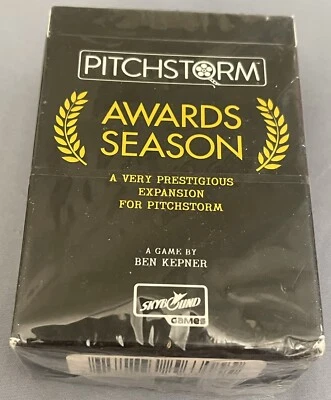 PITCHSTORM
AWARDS
SEASON
A VERY PRESTIGIOUS
EXPANSION
FOR PITCHSTORM
A GAME BY
BEN KEPNER
SKYBOUND
games